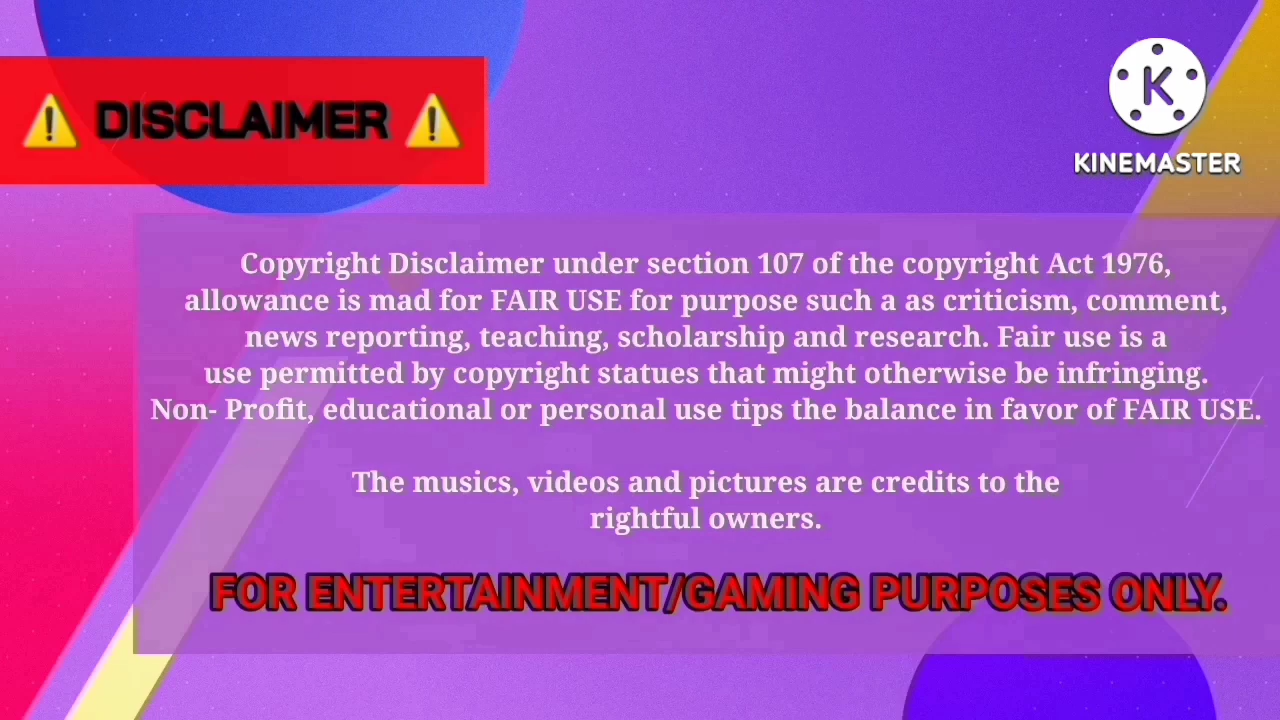 ⚠️ DISCLAIMER ⚠️
K
KINEMASTER
Copyright Disclaimer under section 107 of the copyright Act 1976,
allowance is mad for FAIR USE for purpose such a as criticism, comment,
news reporting, teaching, scholarship and research. Fair use is a
use permitted by copyright statues that might otherwise be infringing.
Non- Profit, educational or personal use tips the balance in favor of FAIR USE.
The musics, videos and pictures are credits to the
rightful owners.
FOR ENTERTAINMENT/GAMING PURPOSES ONLY.